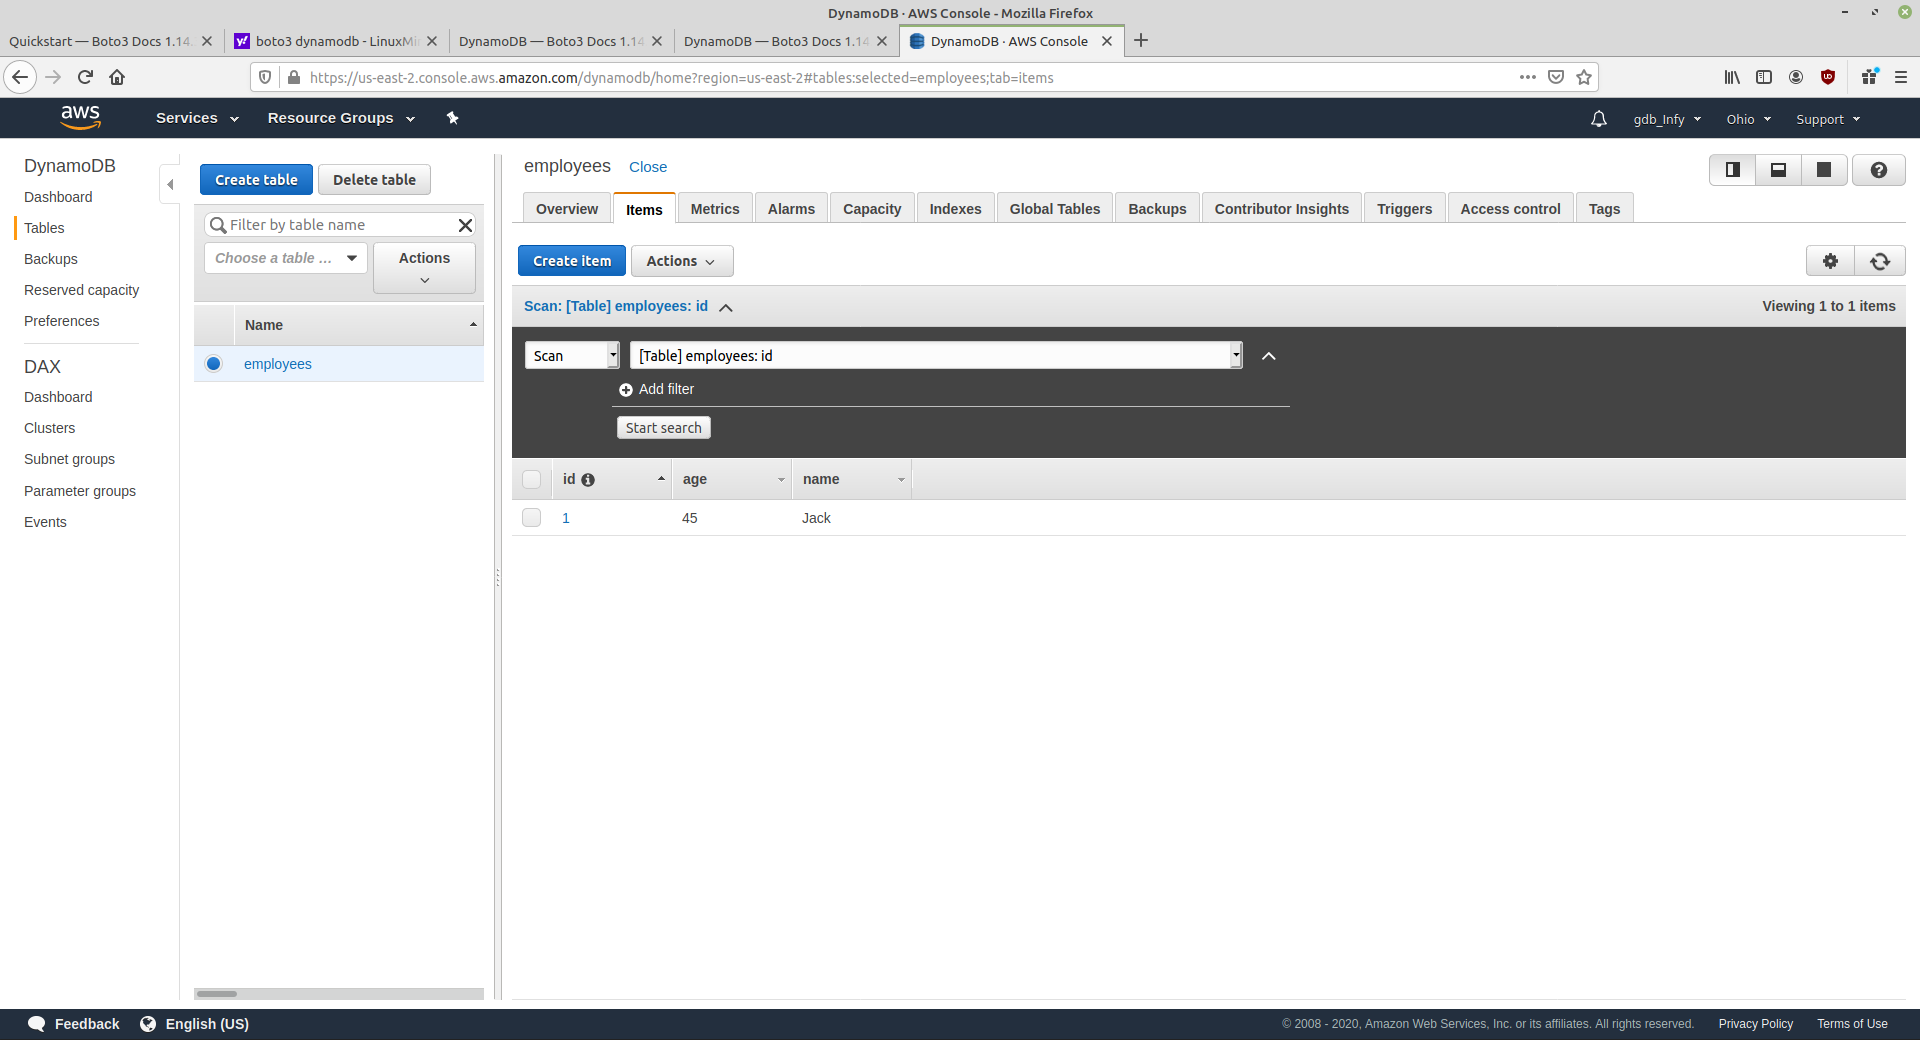 DynamoDB · AWS Console - Mozilla Firefox
Quickstart — Boto3 Docs 1.14.
boto3 dynamodb - LinuxMi
DynamoDB — Boto3 Docs 1.14
DynamoDB — Boto3 Docs 1.14
DynamoDB · AWS Console
https://us-east-2.console.aws.amazon.com/dynamodb/home?region=us-east-2#tables:selected=employees;tab=items
aws
Services
Resource Groups
gdb_Infy
Ohio
Support
DynamoDB
Dashboard
Tables
Backups
Reserved capacity
Preferences
DAX
Dashboard
Clusters
Subnet groups
Parameter groups
Events
Create table
Delete table
Filter by table name
Choose a table ...
Actions
Name
employees
employees
Close
Overview
Items
Metrics
Alarms
Capacity
Indexes
Global Tables
Backups
Contributor Insights
Triggers
Access control
Tags
Create item
Actions
Scan: [Table] employees: id
Viewing 1 to 1 items
Scan
[Table] employees: id
Add filter
Start search
id
age
name
1
45
Jack
Feedback
English (US)
© 2008 - 2020, Amazon Web Services, Inc. or its affiliates. All rights reserved.
Privacy Policy
Terms of Use